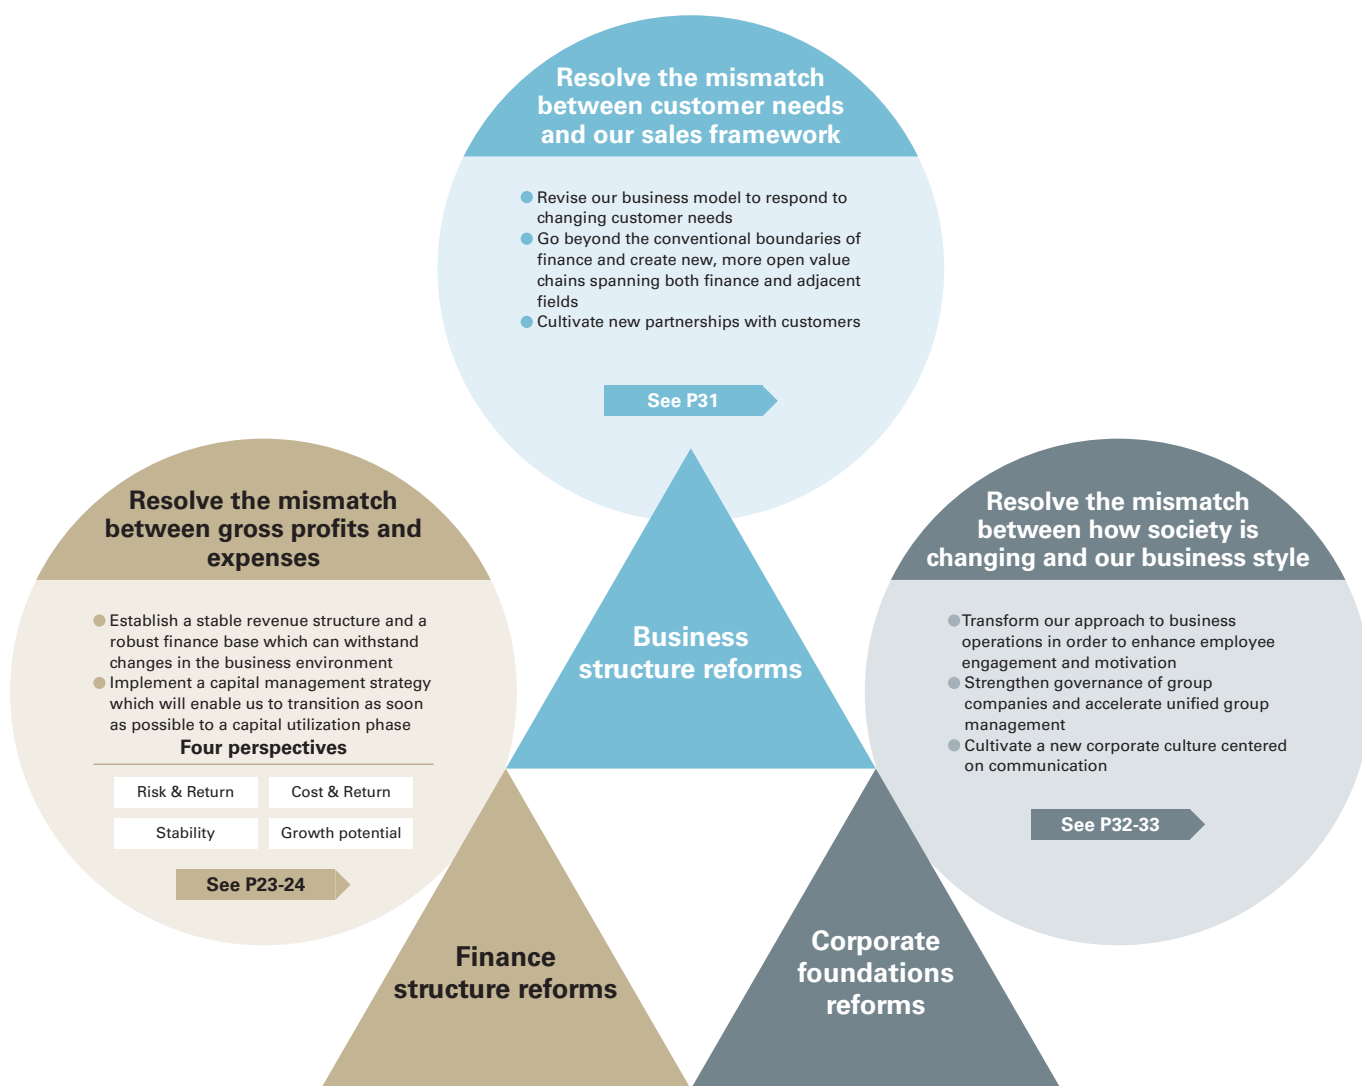 Resolve the mismatch
between customer needs
and our sales framework
Revise our business model to respond to
changing customer needs
Go beyond the conventional boundaries of
finance and create new, more open value
chains spanning both finance and adjacent
fields
Cultivate new partnerships with customers
See P31
Business
structure reforms
Resolve the mismatch
between gross profits and
expenses
Establish a stable revenue structure and a
robust finance base which can withstand
changes in the business environment
Implement a capital management strategy
which will enable us to transition as soon
as possible to a capital utilization phase
Four perspectives
Risk & Return
Cost & Return
Stability
Growth potential
See P23-24
Finance
structure reforms
Resolve the mismatch
between how society is
changing and our business style
Transform our approach to business
operations in order to enhance employee
engagement and motivation
Strengthen governance of group
companies and accelerate unified group
management
Cultivate a new corporate culture centered
on communication
See P32-33
Corporate
foundations
reforms